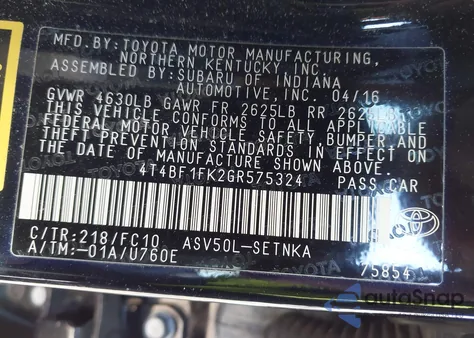 MFD.BY:TOYOTA MOTOR MANUFACTURING,
NORTHERN KENTUCKY,INC.
ASSEMBLED BY:SUBARU OF INDIANA
AUTOMOTIVE,INC. 04/16
GVWR 4630LB GAWR FR 2625LB RR
THIS VEHICLE CONFORMS TO ALL APPLICABLE
FEDERAL MOTOR VEHICLE SAFETY,BUMPER,AND
THEFT PREVENTION STANDARDS IN EFFECT ON
THE DATE OF MANUFACTURE SHOWN ABOVE.
4T4BF1FK2GR575324 PASS.CAR
C/TR:218/FC10 ASV50L-SETNKA
A/TM:-01A/U760E
TOYOTA
/5854
autoSnap